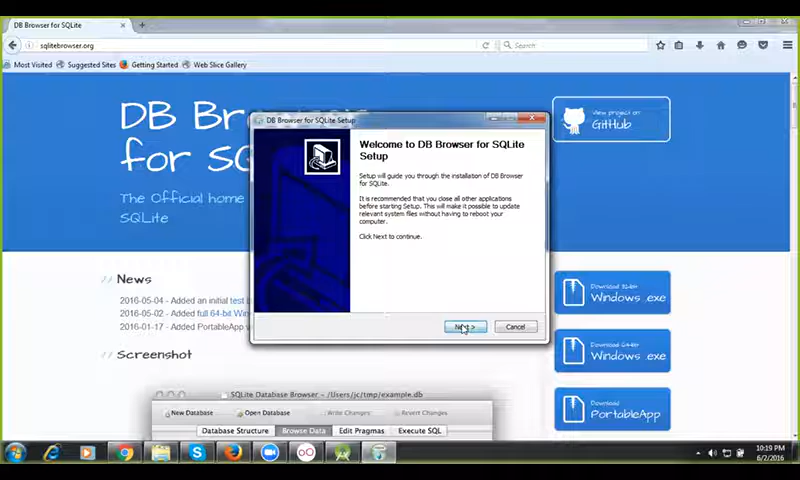 DB Browser for SQLite
sqlitebrowser.org
Search
Most Visited
Suggested Sites
Getting Started
Web Slice Gallery
DB Br
for SQ
The Official home
SQLite
View project on
GitHub
DB Browser for SQLite Setup
Welcome to DB Browser for SQLite
Setup
Setup will guide you through the installation of DB Browser
for SQLite.
It is recommended that you close all other applications
before starting Setup. This will make it possible to update
relevant system files without having to reboot your
computer.
Click Next to continue.
Next >
Cancel
// News
2016-05-04 - Added an initial test
2016-05-02 - Added full 64-bit Win
2016-01-17 - Added PortableApp v
// Screenshot
Download 32-bit
Windows .exe
Download 64-bit
Windows .exe
Download
PortableApp
SQLite Database Browser - /Users/jc/tmp/example.db
New Database
Open Database
Write Changes
Revert Changes
Database Structure
Browse Data
Edit Pragmas
Execute SQL
10:19 PM
6/2/2016